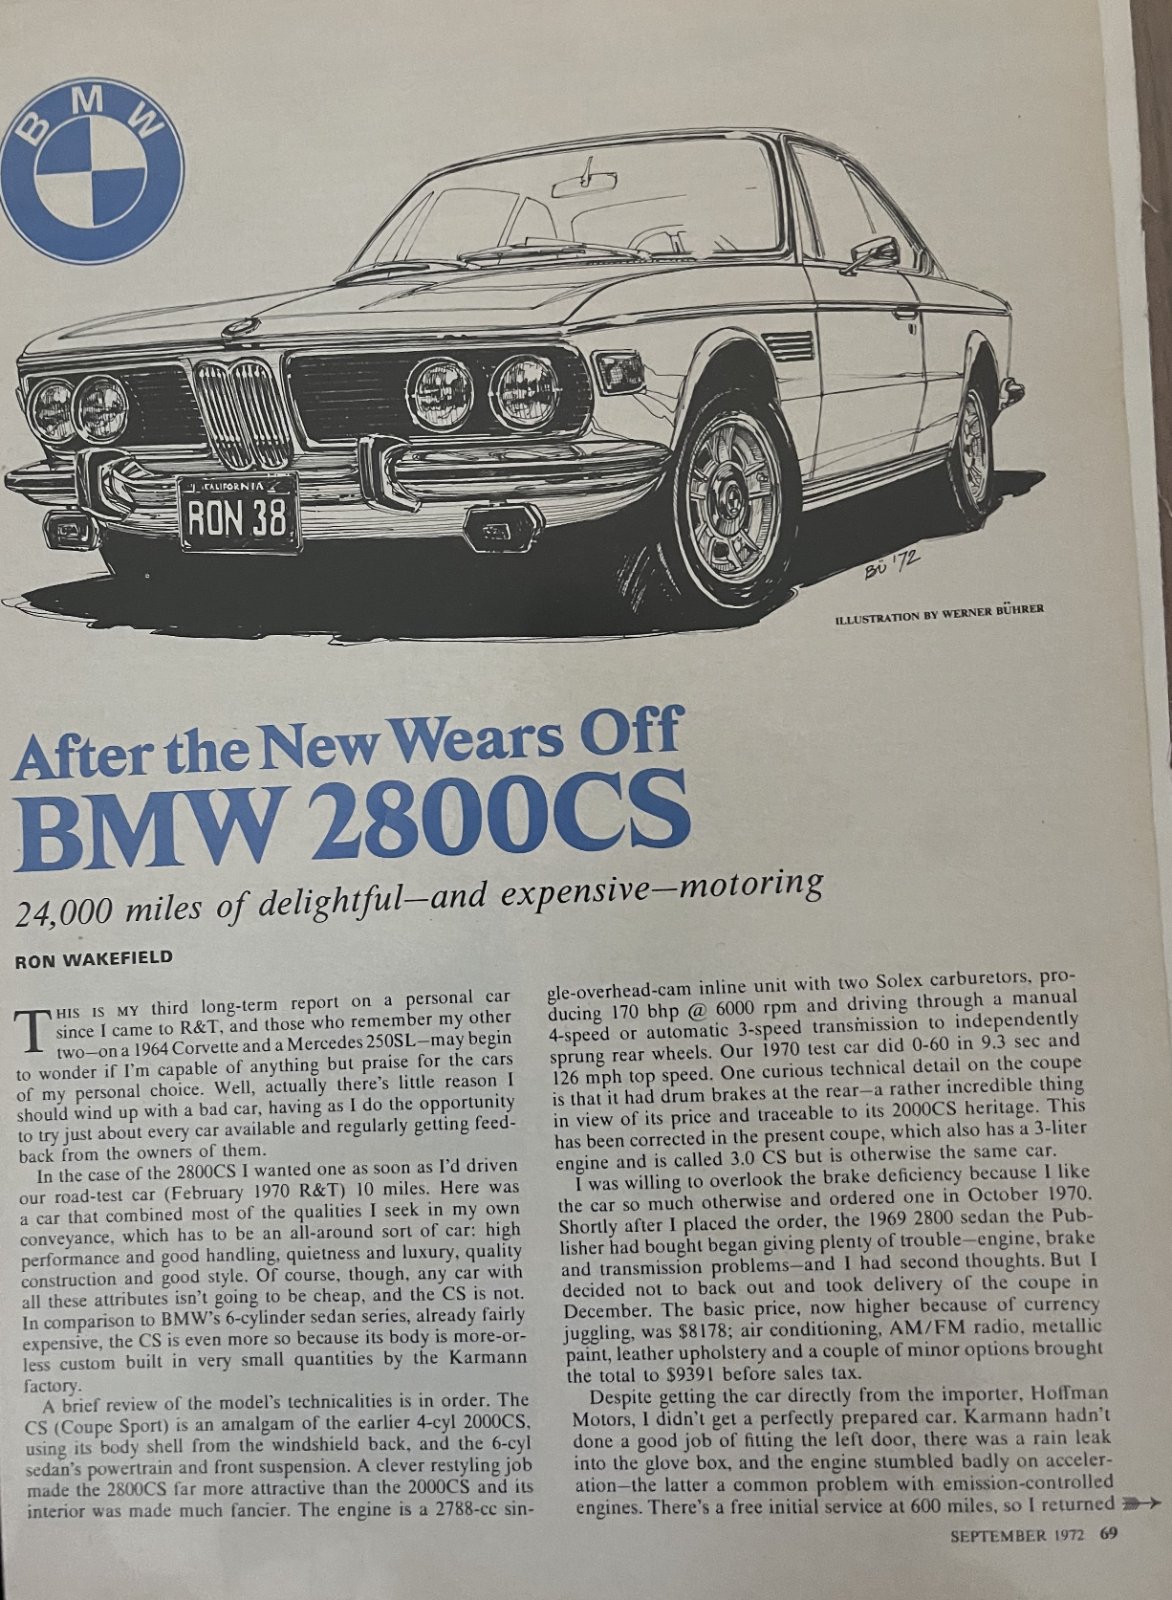 BMW
CALIFORNIA
RON 38
BÜ '72
ILLUSTRATION BY WERNER BÜHRER
After the New Wears Off
BMW 2800CS
24,000 miles of delightful—and expensive—motoring
RON WAKEFIELD
THIS IS MY third long-term report on a personal car
since I came to R&T, and those who remember my other
two—on a 1964 Corvette and a Mercedes 250SL—may begin
to wonder if I'm capable of anything but praise for the cars
of my personal choice. Well, actually there's little reason I
should wind up with a bad car, having as I do the opportunity
to try just about every car available and regularly getting feed-
back from the owners of them.
In the case of the 2800CS I wanted one as soon as I'd driven
our road-test car (February 1970 R&T) 10 miles. Here was
a car that combined most of the qualities I seek in my own
conveyance, which has to be an all-around sort of car: high
performance and good handling, quietness and luxury, quality
construction and good style. Of course, though, any car with
all these attributes isn't going to be cheap, and the CS is not.
In comparison to BMW's 6-cylinder sedan series, already fairly
expensive, the CS is even more so because its body is more-or-
less custom built in very small quantities by the Karmann
factory.
A brief review of the model's technicalities is in order. The
CS (Coupe Sport) is an amalgam of the earlier 4-cyl 2000CS,
using its body shell from the windshield back, and the 6-cyl
sedan's powertrain and front suspension. A clever restyling job
made the 2800CS far more attractive than the 2000CS and its
interior was made much fancier. The engine is a 2788-cc sin-
gle-overhead-cam inline unit with two Solex carburetors, pro-
ducing 170 bhp @ 6000 rpm and driving through a manual
4-speed or automatic 3-speed transmission to independently
sprung rear wheels. Our 1970 test car did 0-60 in 9.3 sec and
126 mph top speed. One curious technical detail on the coupe
is that it had drum brakes at the rear—a rather incredible thing
in view of its price and traceable to its 2000CS heritage. This
has been corrected in the present coupe, which also has a 3-liter
engine and is called 3.0 CS but is otherwise the same car.
I was willing to overlook the brake deficiency because I like
the car so much otherwise and ordered one in October 1970.
Shortly after I placed the order, the 1969 2800 sedan the Pub-
lisher had bought began giving plenty of trouble—engine, brake
and transmission problems—and I had second thoughts. But I
decided not to back out and took delivery of the coupe in
December. The basic price, now higher because of currency
juggling, was $8178; air conditioning, AM/FM radio, metallic
paint, leather upholstery and a couple of minor options brought
the total to $9391 before sales tax.
Despite getting the car directly from the importer, Hoffman
Motors, I didn't get a perfectly prepared car. Karmann hadn't
done a good job of fitting the left door, there was a rain leak
into the glove box, and the engine stumbled badly on acceler-
ation—the latter a common problem with emission-controlled
engines. There's a free initial service at 600 miles, so I returned
SEPTEMBER 1972 69